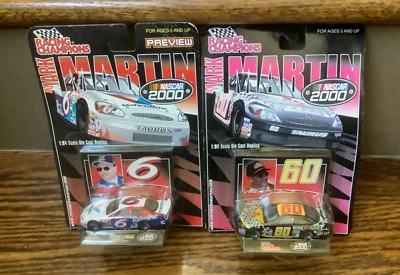 RACING CHAMPIONS
FOR AGES 5 AND UP
PREVIEW
MARK
MARTIN
NASCAR
2000
TAURUS
1:64 Scale Die Cast Replica
6
6
RACING CHAMPIONS
FOR AGES 5 AND UP
MARK
MARTIN
NASCAR
2000
TAURUS
1:64 Scale Die Cast Replica
60
60